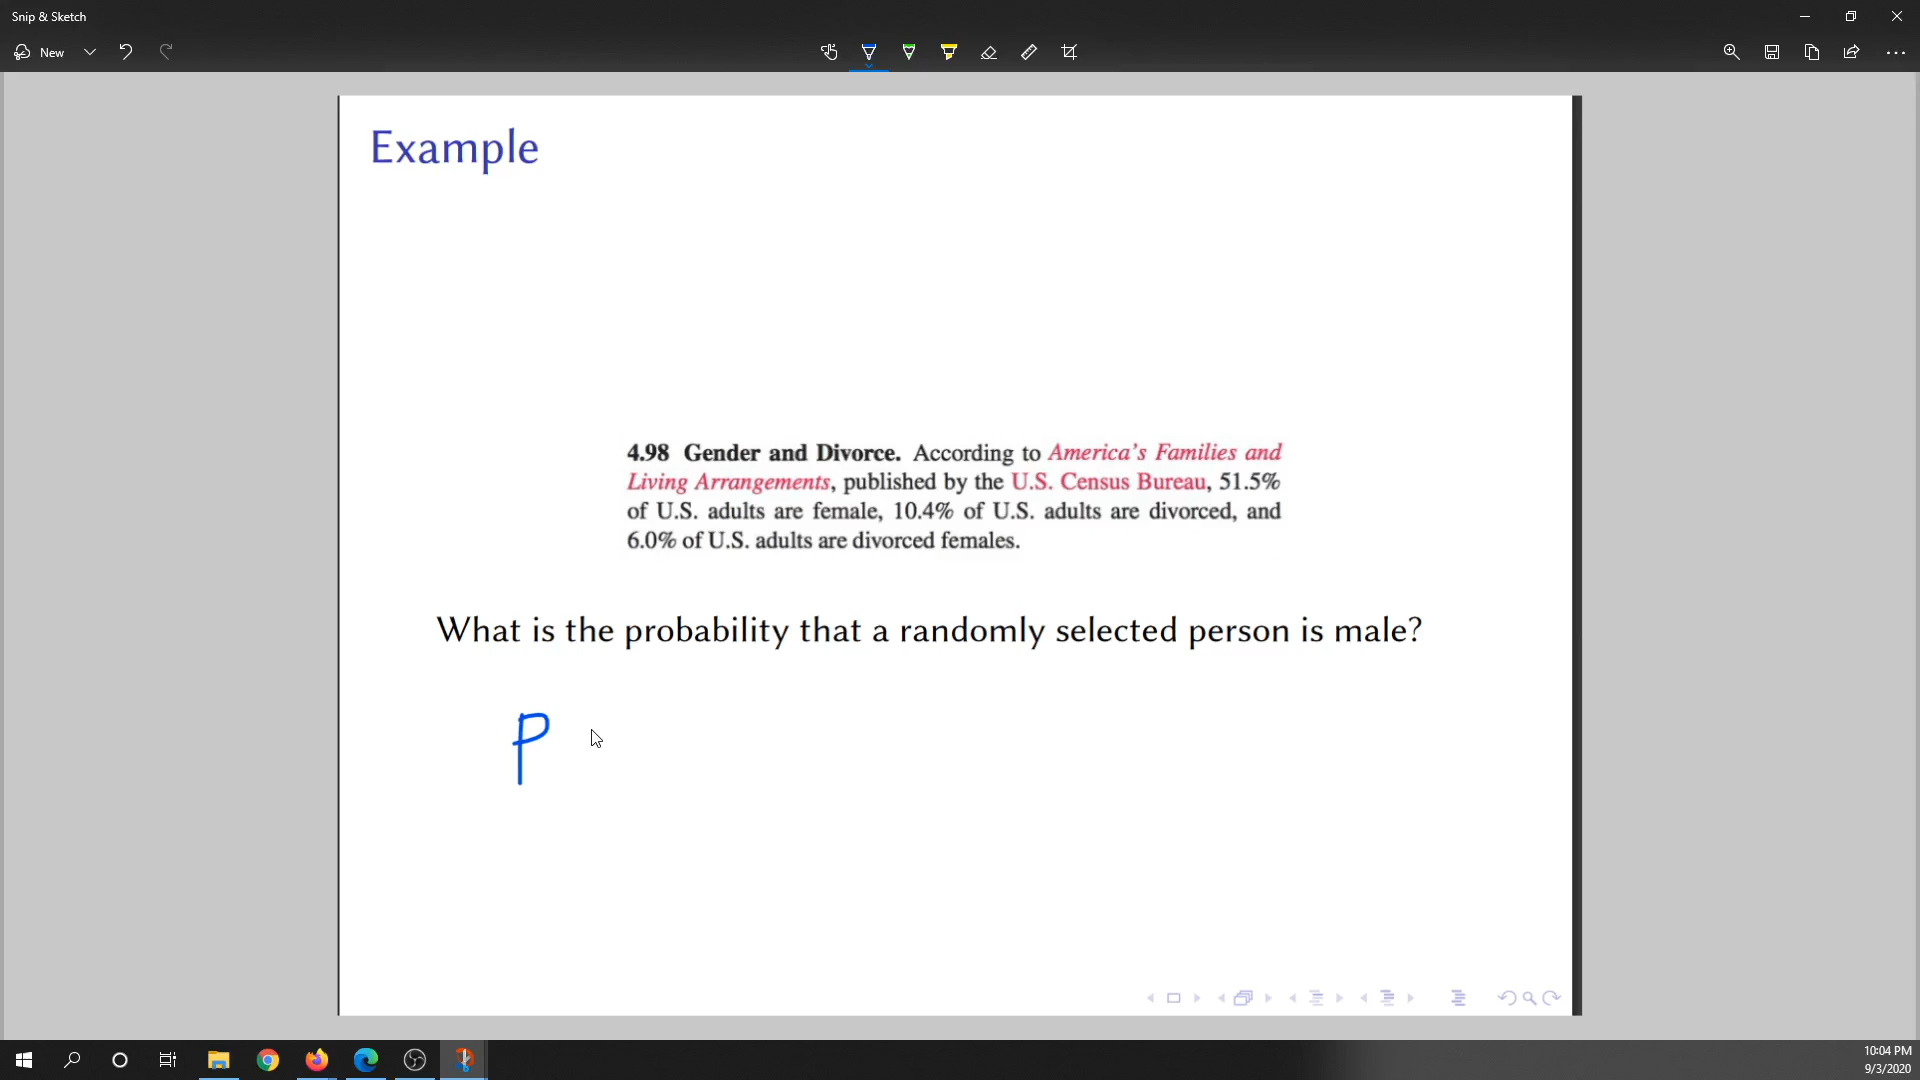 Snip & Sketch
New
Example
4.98 Gender and Divorce. According to America's Families and
Living Arrangements, published by the U.S. Census Bureau, 51.5%
of U.S. adults are female, 10.4% of U.S. adults are divorced, and
6.0% of U.S. adults are divorced females.
What is the probability that a randomly selected person is male?
P
10:04 PM
9/3/2020